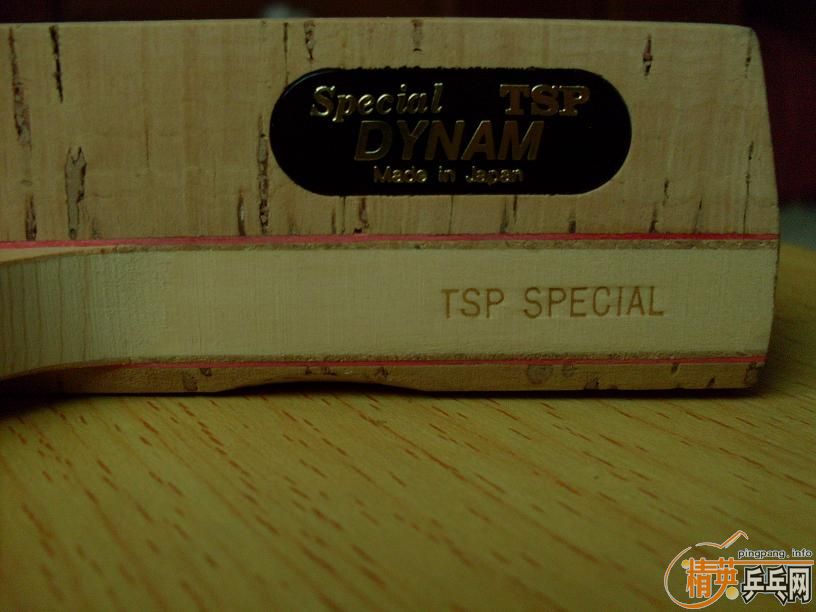 Special TSP
DYNAM
Made in Japan
TSP SPECIAL
pingpang.info
精英乒乓网